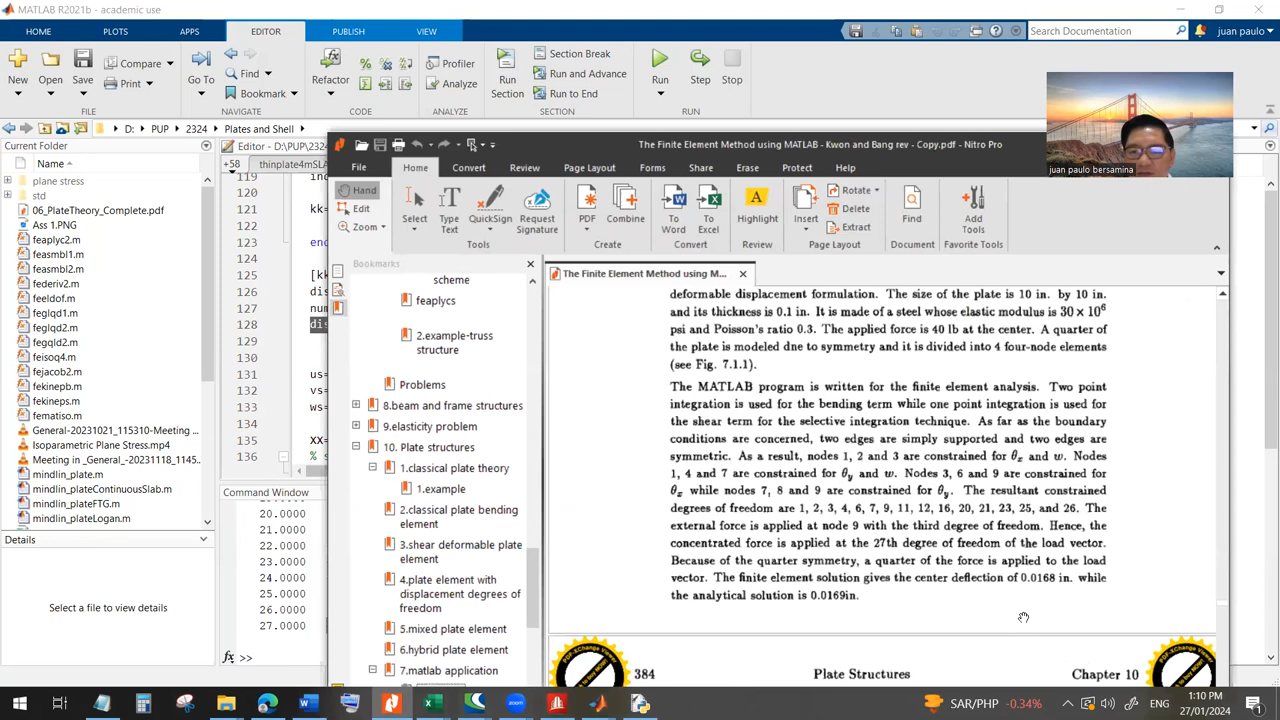 MATLAB R2021b - academic use
HOME PLOTS APPS EDITOR PUBLISH VIEW
Search Documentation
juan paulo
New
Open
Save
Compare
Print
Go To
Find
Bookmark
Refactor
Profiler
Analyze
Run Section
Section Break
Run and Advance
Run to End
Run
Step
Stop
FILE NAVIGATE CODE ANALYZE SECTION RUN
juan paulo bersamina
D: PUP 2324 Plates and Shell
Current Folder
Name
plane stress
std
06_PlateTheory_Complete.pdf
Ass 1.PNG
feaplyc2.m
feasmbl1.m
feasmbl2.m
federiv2.m
feeldof.m
feglqd1.m
feglqd2.m
feisoq4.m
fejacob2.m
fekinepb.m
fekineps.m
fematiso.m
General-20231021_115310-Meeting
Isoparametric Plane Stress.mp4
Meeting in _General_-20231118_1145
mindlin_plate.m
mindlin_plateContinuousSlab.m
mindlin_plateFTG.m
mindlin_plateLogan.m
Details
Select a file to view details
Editor - D:\PUP\2324
+58
thinplate4mSLA
119
120 ind
121 kk=
122
123 end
124
125 [kk
126 dis
127 num
128 dis
129
130
131 us=
132 vs=
133 ws=
134
135 XX=
136 %
Command Window
20.0000
21.0000
22.0000
23.0000
24.0000
25.0000
26.0000
27.0000
fx >>
The Finite Element Method using MATLAB - Kwon and Bang rev - Copy.pdf - Nitro Pro
File Home Convert Review Page Layout Forms Share Erase Protect Help
Hand
Edit
Zoom
Select
Type Text
QuickSign
Request Signature
PDF
Combine
To Word
To Excel
Highlight
Insert
Rotate
Delete
Extract
Find
Add Tools
Tools Create Convert Review Page Layout Document Favorite Tools
Bookmarks
scheme
feaplycs
2.example-truss
structure
Problems
8.beam and frame structures
9.elasticity problem
10. Plate structures
1.classical plate theory
1.example
2.classical plate bending
element
3.shear deformable plate
element
4.plate element with
displacement degrees of
freedom
5.mixed plate element
6.hybrid plate element
7.matlab application
The Finite Element Method using M...
deformable displacement formulation. The size of the plate is 10 in. by 10 in.
and its thickness is 0.1 in. It is made of a steel whose elastic modulus is 30 × 10⁶
psi and Poisson's ratio 0.3. The applied force is 40 lb at the center. A quarter of
the plate is modeled dne to symmetry and it is divided into 4 four-node elements
(see Fig. 7.1.1).
The MATLAB program is written for the finite element analysis. Two point
integration is used for the bending term while one point integration is used for
the shear term for the selective integration technique. As far as the boundary
conditions are concerned, two edges are simply supported and two edges are
symmetric. As a result, nodes 1, 2 and 3 are constrained for θx and w. Nodes
1, 4 and 7 are constrained for θy and w. Nodes 3, 6 and 9 are constrained for
θx while nodes 7, 8 and 9 are constrained for θy. The resultant constrained
degrees of freedom are 1, 2, 3, 4, 6, 7, 9, 11, 12, 16, 20, 21, 23, 25, and 26. The
external force is applied at node 9 with the third degree of freedom. Hence, the
concentrated force is applied at the 27th degree of freedom of the load vector.
Because of the quarter symmetry, a quarter of the force is applied to the load
vector. The finite element solution gives the center deflection of 0.0168 in. while
the analytical solution is 0.0169in.
384 Plate Structures Chapter 10
SAR/PHP -0.34%
ENG
1:10 PM
27/01/2024